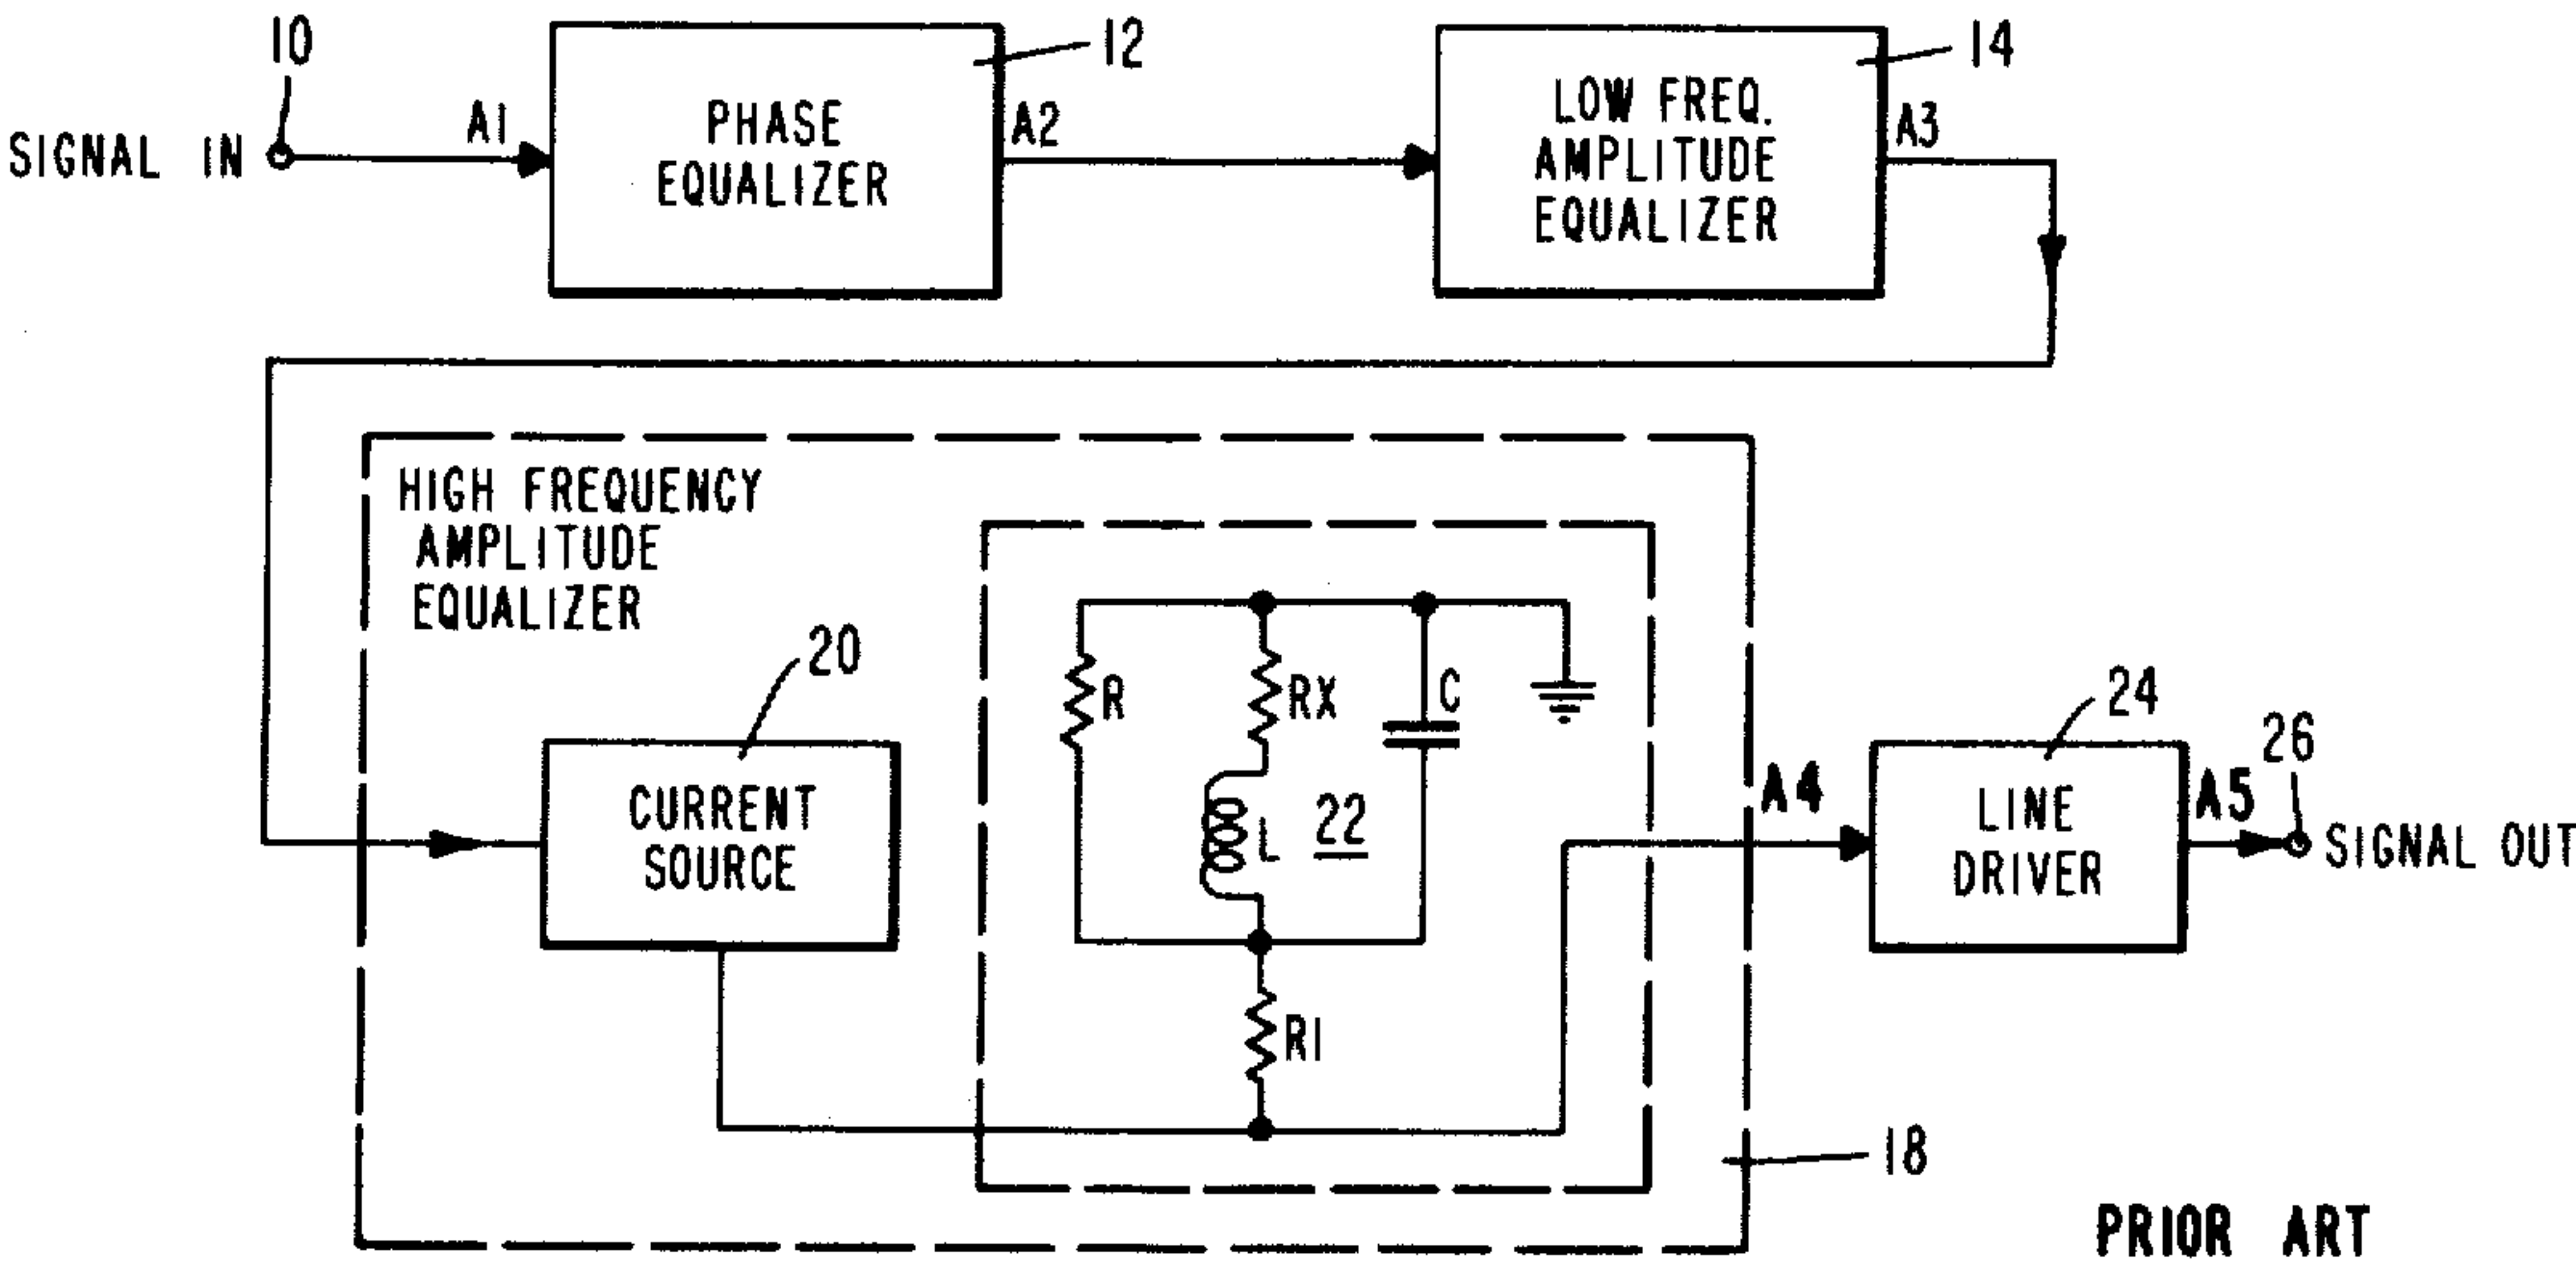 10
12
14
SIGNAL IN
A1
PHASE
EQUALIZER
A2
LOW FREQ.
AMPLITUDE
EQUALIZER
A3
HIGH FREQUENCY
AMPLITUDE
EQUALIZER
20
CURRENT
SOURCE
R
RX
C
L
22
R1
A4
24
LINE
DRIVER
A5
26
SIGNAL OUT
18
PRIOR ART